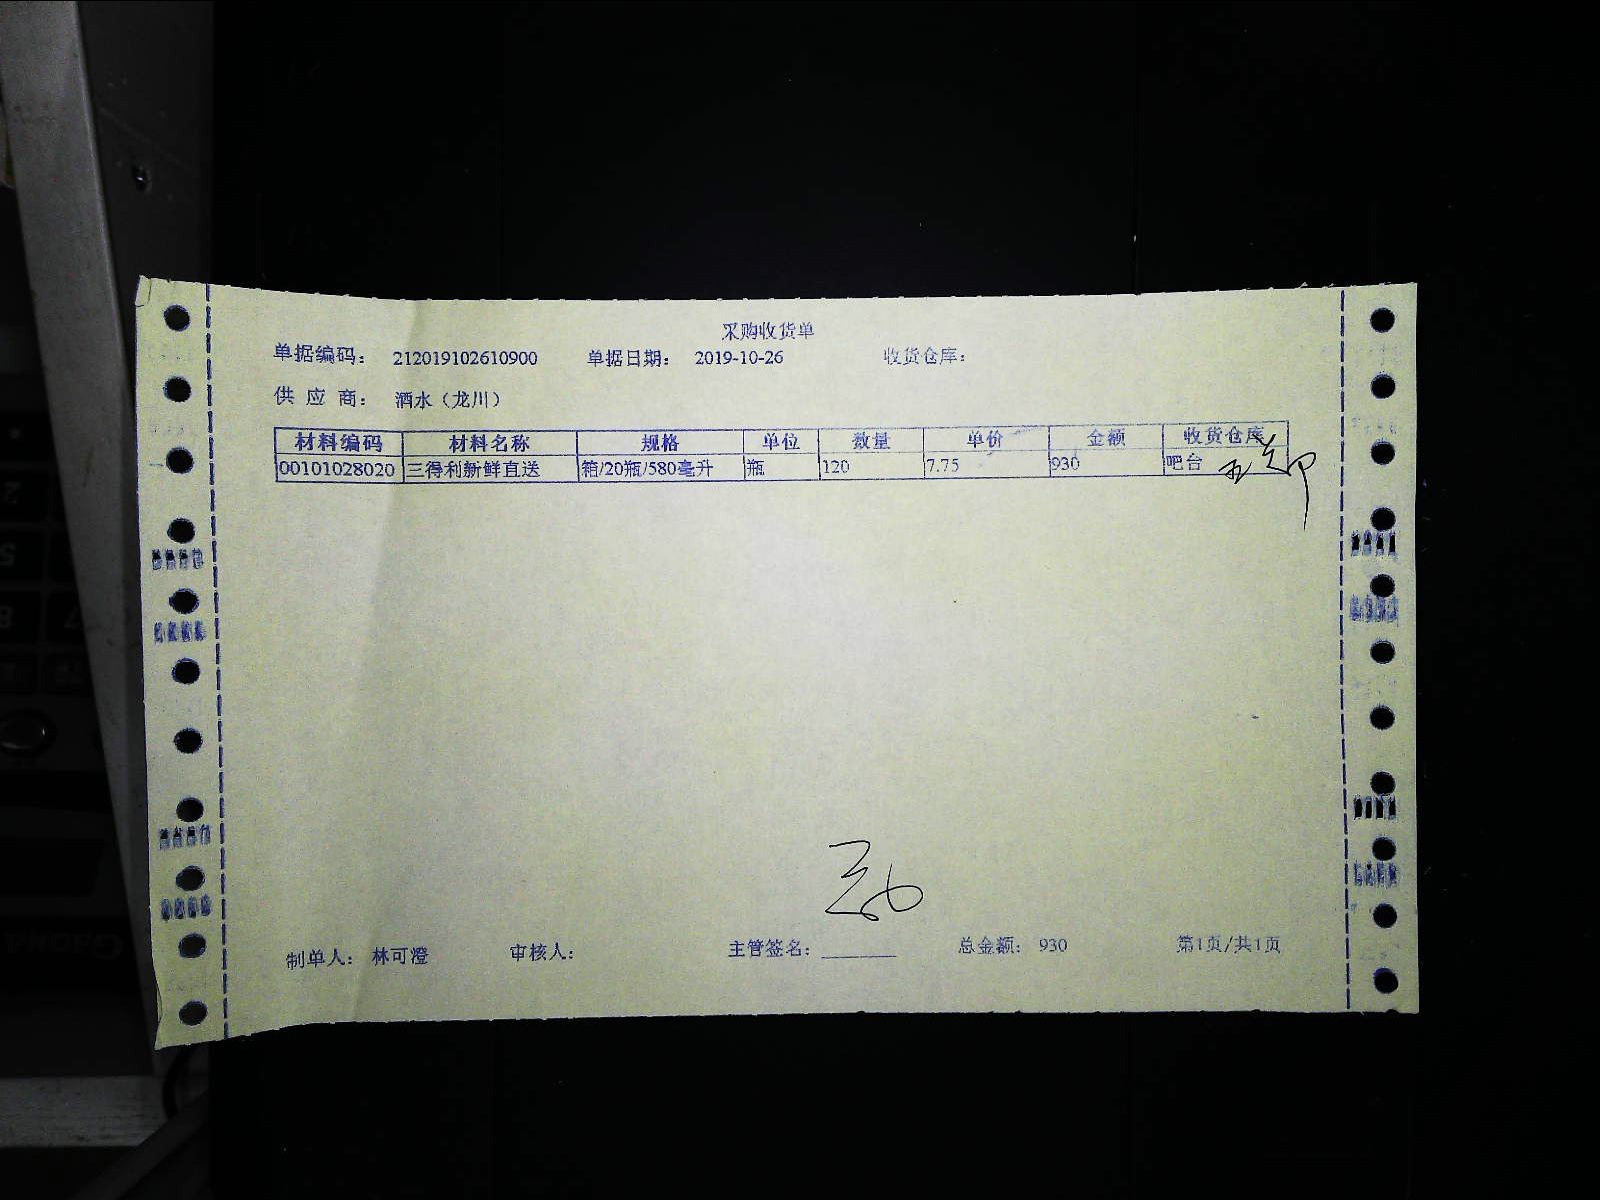 采购收货单
单据编码： 212019102610900 单据日期： 2019-10-26 收货仓库：
供 应 商： 酒水（龙川）
材料编码 材料名称 规格 单位 数量 单价 金额 收货仓库
00101028020 三得利新鲜直送 箱/20瓶/580毫升 瓶 120 7.75 930 吧台
制单人： 林可澄 审核人： 主管签名： 总金额： 930 第1页/共1页